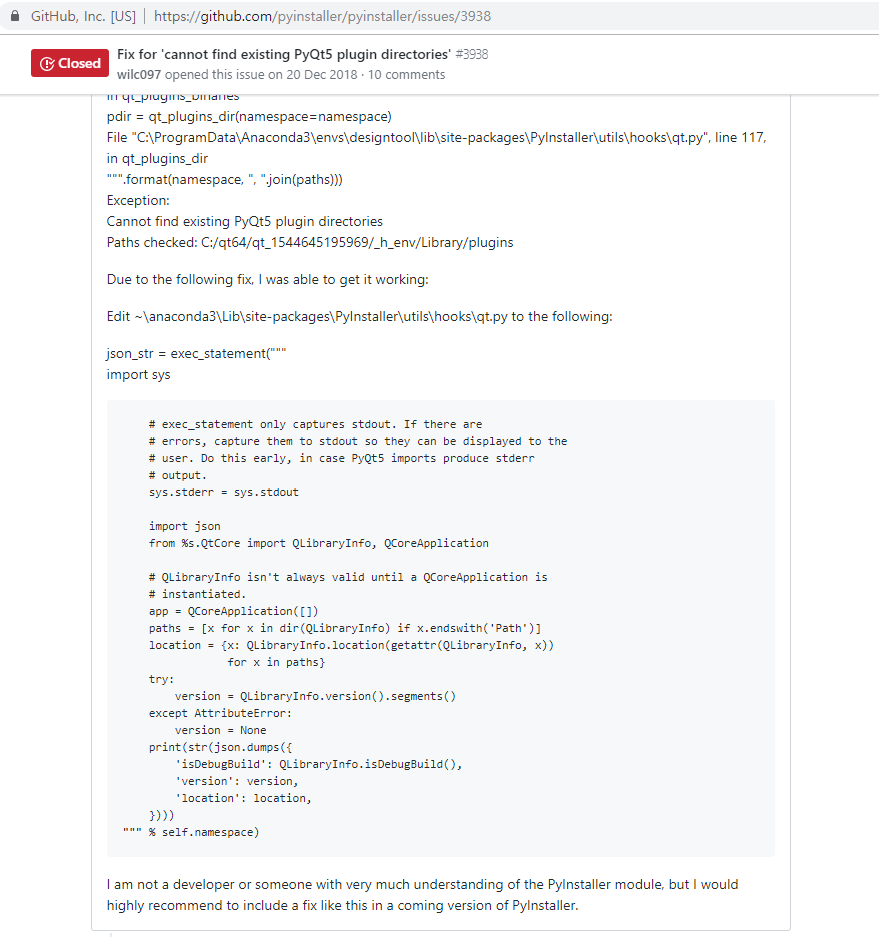 GitHub, Inc. [US] | https://github.com/pyinstaller/pyinstaller/issues/3938
Closed
Fix for 'cannot find existing PyQt5 plugin directories' #3938
wilc097 opened this issue on 20 Dec 2018 · 10 comments
in qt_plugins_binaries
pdir = qt_plugins_dir(namespace=namespace)
File "C:\ProgramData\Anaconda3\envs\designtool\lib\site-packages\PyInstaller\utils\hooks\qt.py", line 117,
in qt_plugins_dir
""".format(namespace, ", ".join(paths)))
Exception:
Cannot find existing PyQt5 plugin directories
Paths checked: C:/qt64/qt_1544645195969/_h_env/Library/plugins
Due to the following fix, I was able to get it working:
Edit ~\anaconda3\Lib\site-packages\PyInstaller\utils\hooks\qt.py to the following:
json_str = exec_statement("""
import sys
# exec_statement only captures stdout. If there are
# errors, capture them to stdout so they can be displayed to the
# user. Do this early, in case PyQt5 imports produce stderr
# output.
sys.stderr = sys.stdout
import json
from %s.QtCore import QLibraryInfo, QCoreApplication
# QLibraryInfo isn't always valid until a QCoreApplication is
# instantiated.
app = QCoreApplication([])
paths = [x for x in dir(QLibraryInfo) if x.endswith('Path')]
location = {x: QLibraryInfo.location(getattr(QLibraryInfo, x))
for x in paths}
try:
version = QLibraryInfo.version().segments()
except AttributeError:
version = None
print(str(json.dumps({
'isDebugBuild': QLibraryInfo.isDebugBuild(),
'version': version,
'location': location,
})))
""" % self.namespace)
I am not a developer or someone with very much understanding of the PyInstaller module, but I would
highly recommend to include a fix like this in a coming version of PyInstaller.